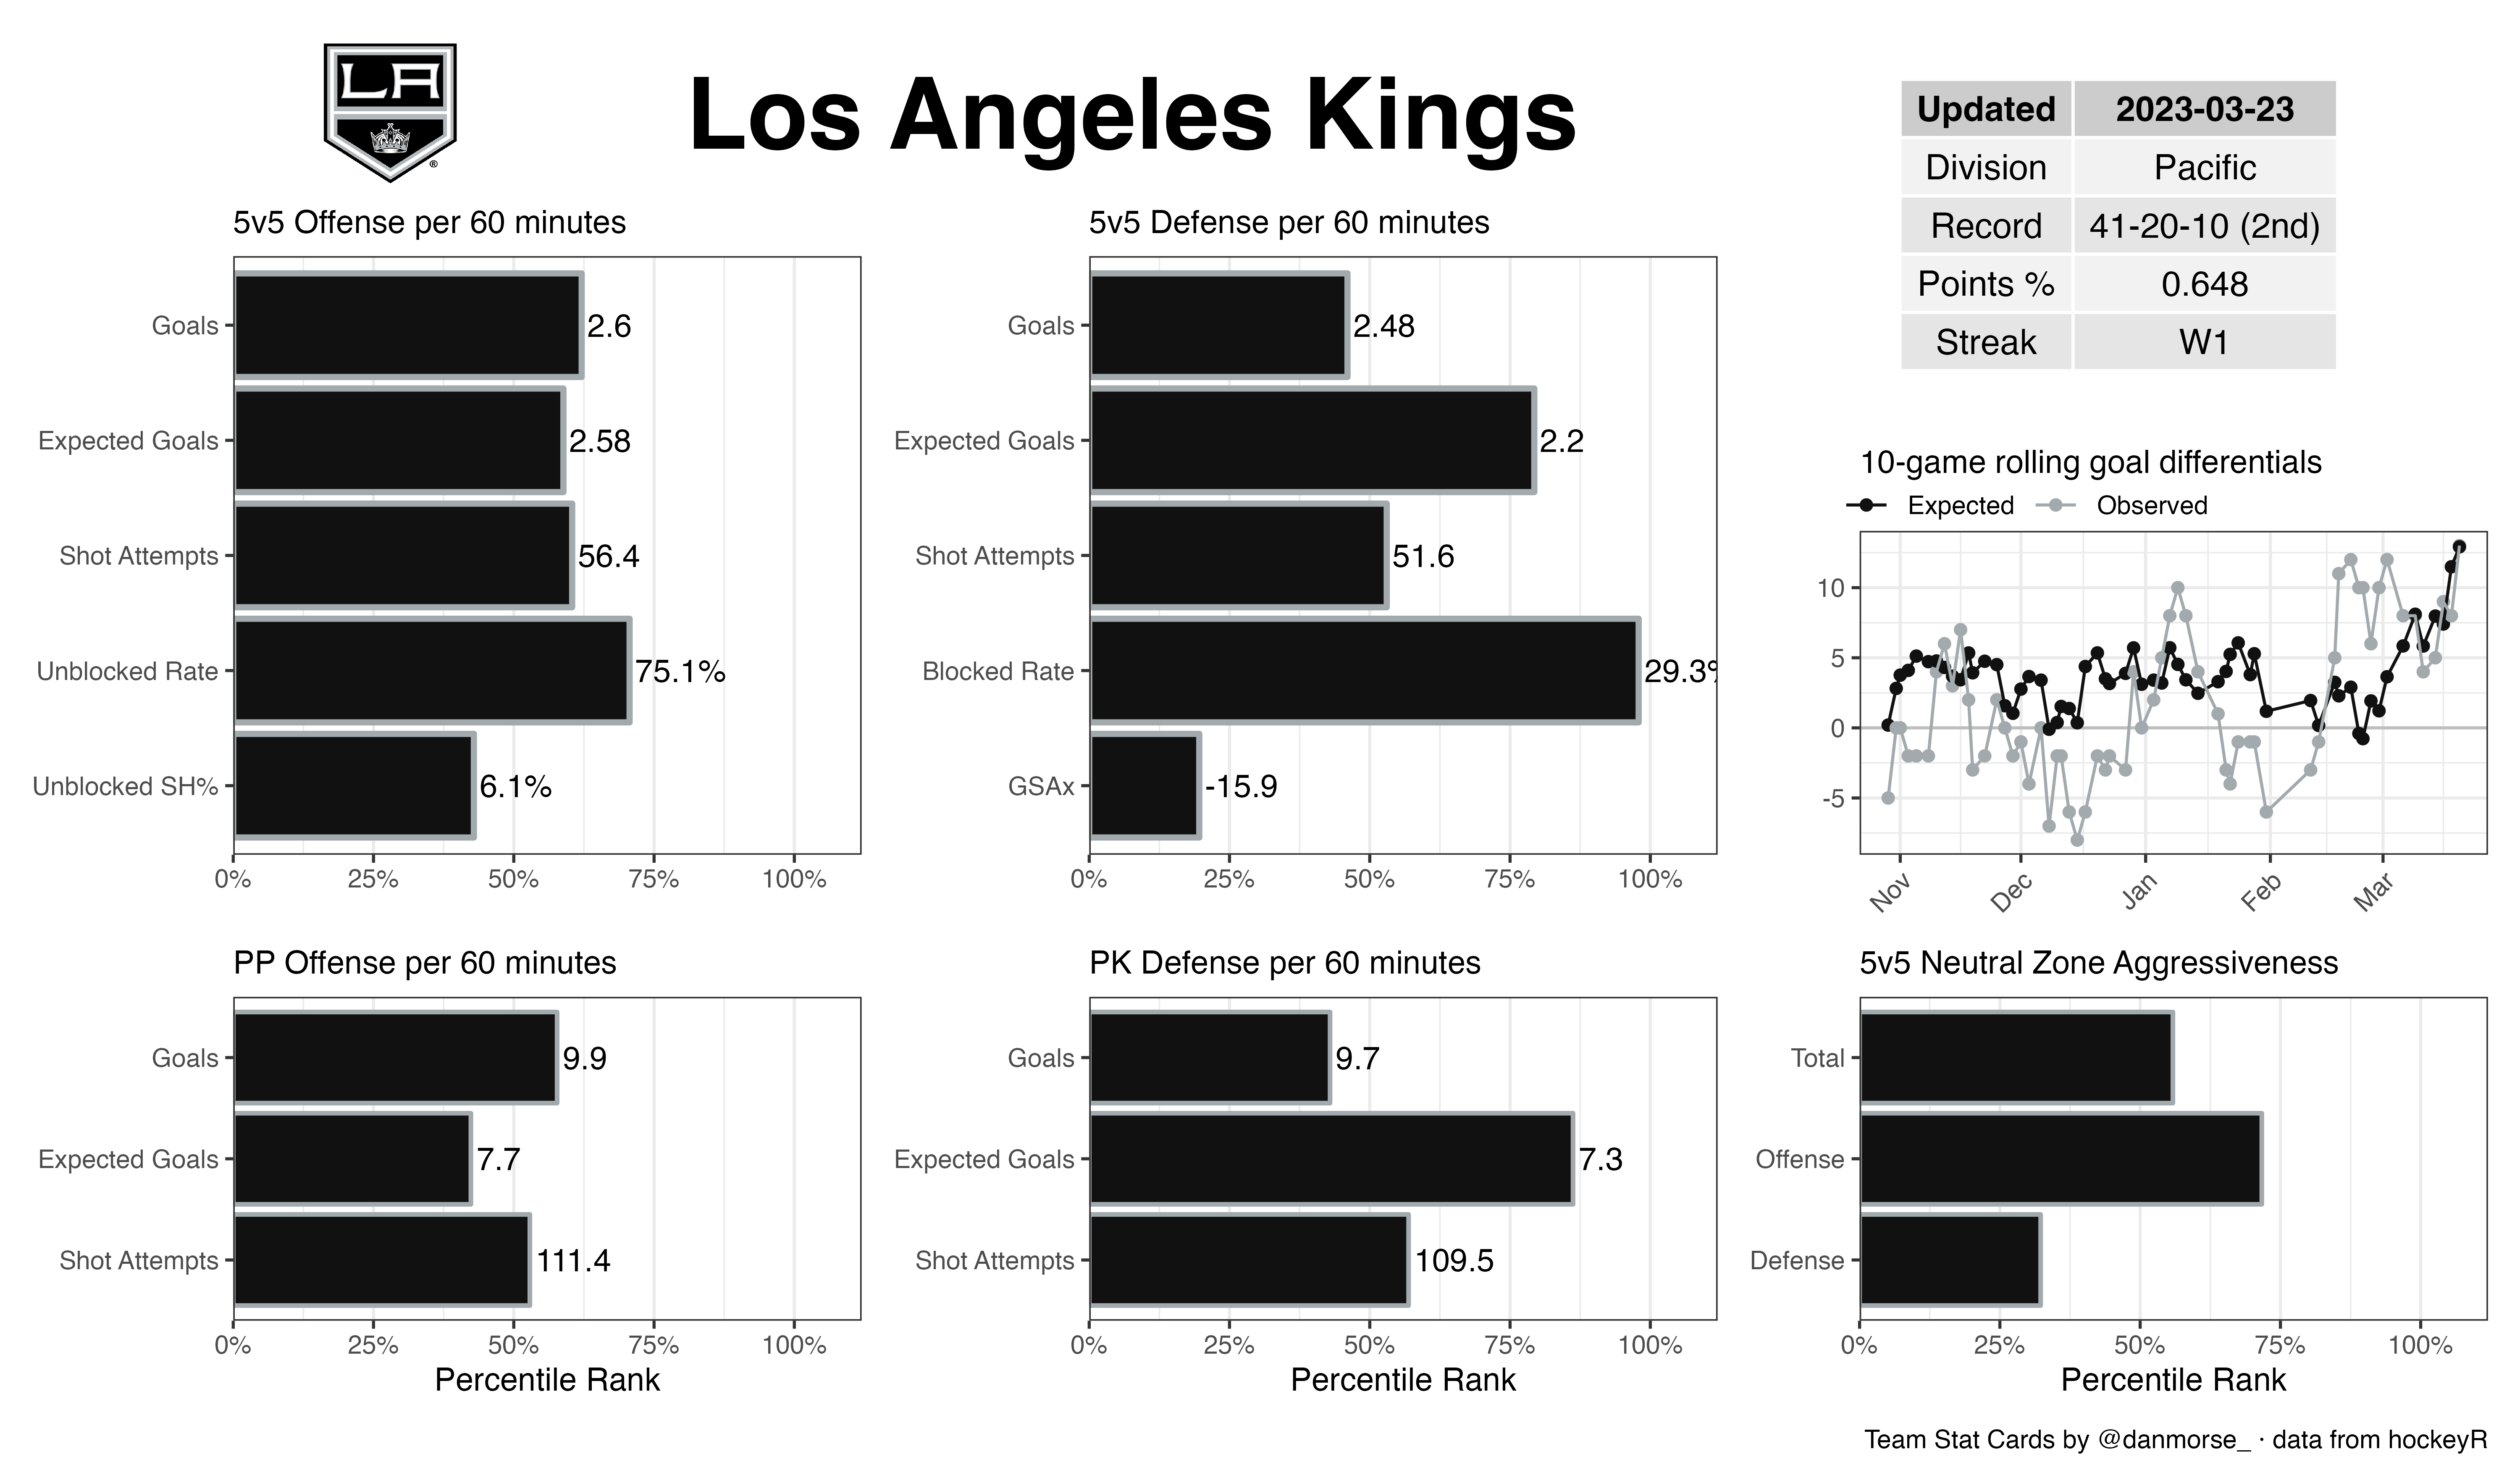 LA
®
Los Angeles Kings
Updated 2023-03-23
Division Pacific
Record 41-20-10 (2nd)
Points % 0.648
Streak W1
5v5 Offense per 60 minutes
Goals 2.6
Expected Goals 2.58
Shot Attempts 56.4
Unblocked Rate 75.1%
Unblocked SH% 6.1%
0% 25% 50% 75% 100%
5v5 Defense per 60 minutes
Goals 2.48
Expected Goals 2.2
Shot Attempts 51.6
Blocked Rate 29.3%
GSAx -15.9
0% 25% 50% 75% 100%
10-game rolling goal differentials
Expected Observed
10
5
0
-5
Nov Dec Jan Feb Mar
PP Offense per 60 minutes
Goals 9.9
Expected Goals 7.7
Shot Attempts 111.4
0% 25% 50% 75% 100%
Percentile Rank
PK Defense per 60 minutes
Goals 9.7
Expected Goals 7.3
Shot Attempts 109.5
0% 25% 50% 75% 100%
Percentile Rank
5v5 Neutral Zone Aggressiveness
Total
Offense
Defense
0% 25% 50% 75% 100%
Percentile Rank
Team Stat Cards by @danmorse_ · data from hockeyR